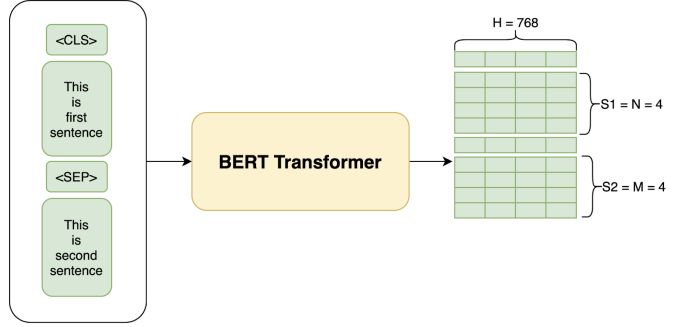 <CLS>
This
is
first
sentence
<SEP>
This
is
second
sentence
BERT Transformer
H = 768
S1 = N = 4
S2 = M = 4